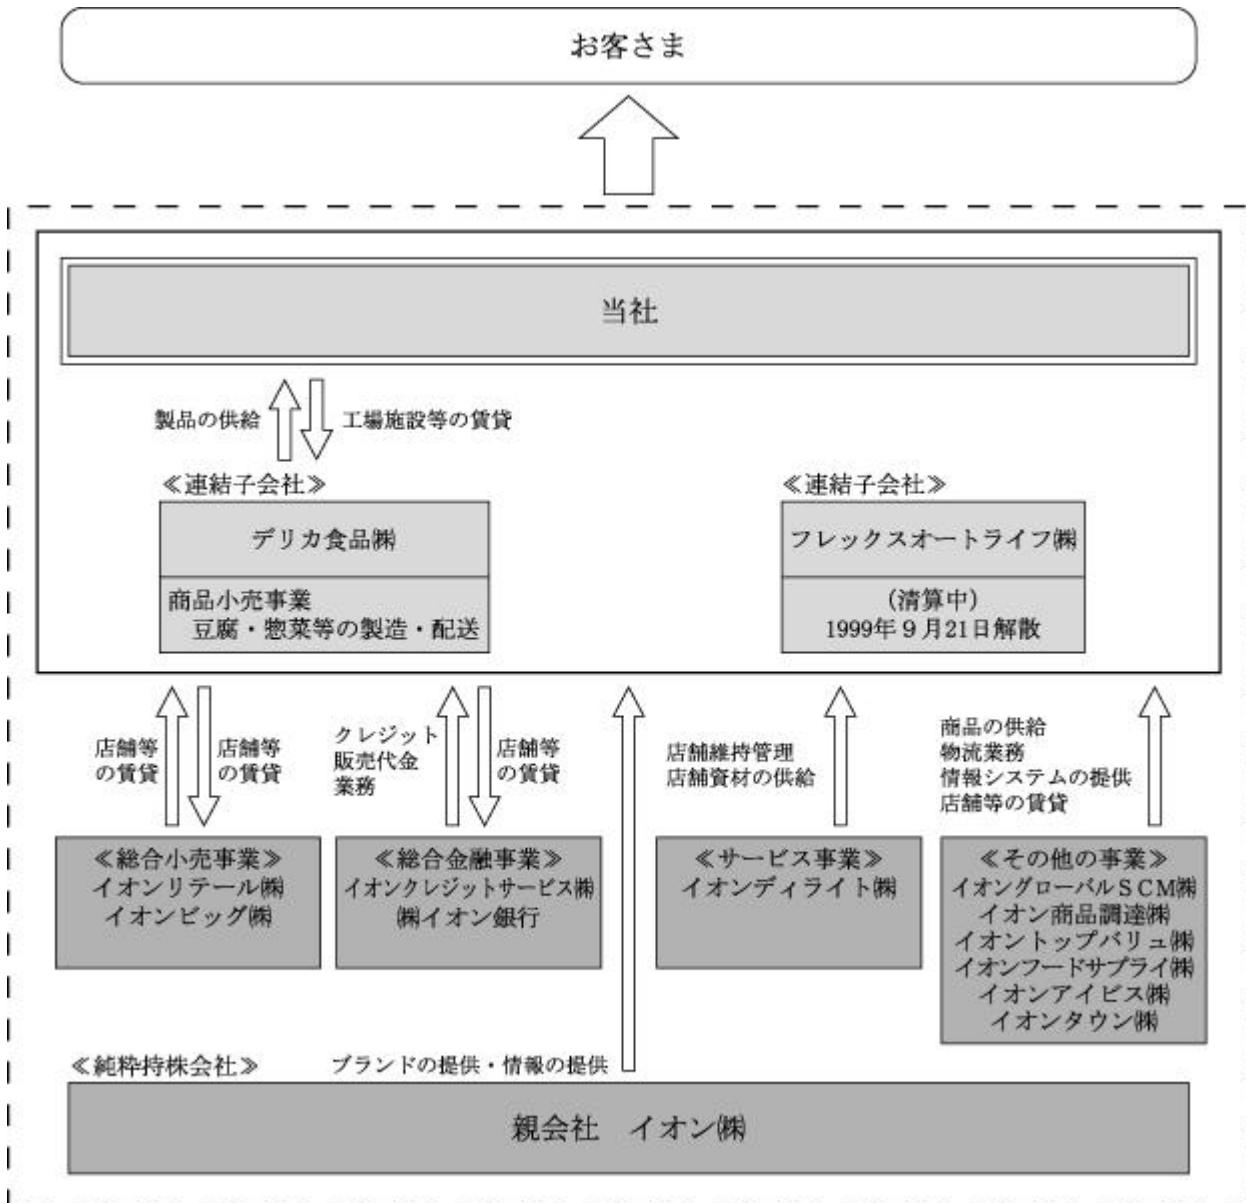 お客さま
当社
製品の供給
工場施設等の賃貸
≪連結子会社≫
デリカ食品㈱
商品小売事業
豆腐・惣菜等の製造・配送
≪連結子会社≫
フレックスオートライフ㈱
(清算中)
1999年９月21日解散
店舗等
の賃貸
店舗等
の賃貸
クレジット
販売代金
業務
店舗等
の賃貸
店舗維持管理
店舗資材の供給
商品の供給
物流業務
情報システムの提供
店舗等の賃貸
≪総合小売事業≫
イオンリテール㈱
イオンビッグ㈱
≪総合金融事業≫
イオンクレジットサービス㈱
㈱イオン銀行
≪サービス事業≫
イオンディライト㈱
≪その他の事業≫
イオングローバルＳＣＭ㈱
イオン商品調達㈱
イオントップバリュ㈱
イオンフードサプライ㈱
イオンアイビス㈱
イオンタウン㈱
≪純粋持株会社≫
ブランドの提供・情報の提供
親会社　イオン㈱